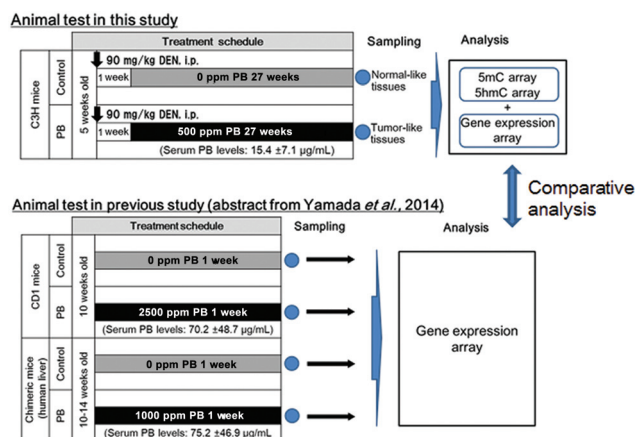 Animal test in this study
Treatment schedule
Sampling
Analysis
C3H mice
Control
PB
5 weeks old
90 mg/kg DEN. i.p.
1 week
0 ppm PB 27 weeks
Normal-like
tissues
90 mg/kg DEN. i.p.
1 week
500 ppm PB 27 weeks
(Serum PB levels: 15.4 ±7.1 µg/mL)
Tumor-like
tissues
5mC array
5hmC array
+
Gene expression
array
Comparative
analysis
Animal test in previous study (abstract from Yamada et al., 2014)
Treatment schedule
Sampling
Analysis
CD1 mice
Control
PB
10 weeks old
0 ppm PB 1 week
2500 ppm PB 1 week
(Serum PB levels: 70.2 ±48.7 µg/mL)
Chimeric mice
(human liver)
Control
PB
10-14 weeks old
0 ppm PB 1 week
1000 ppm PB 1 week
(Serum PB levels: 75.2 ±46.9 µg/mL
Gene expression
array